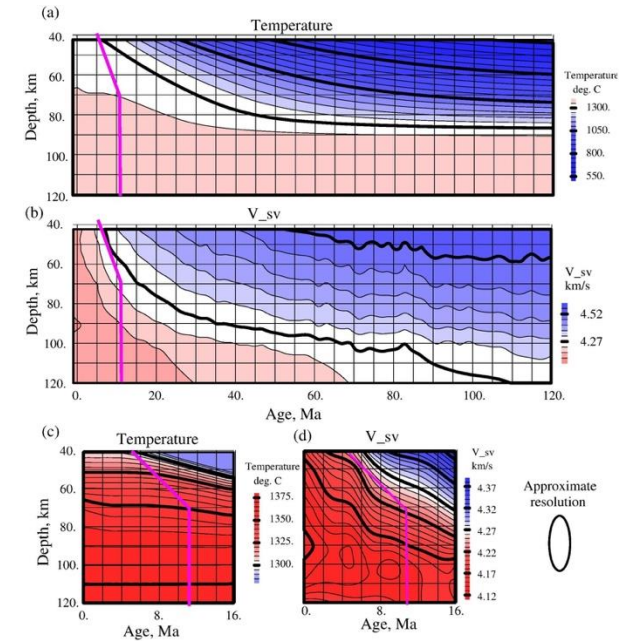 (a)
Temperature
Depth, km
40.
60.
80.
100.
120.
Temperature
deg. C
1300.
1050.
800.
550.
(b)
V_sv
Depth, km
40.
60.
80.
100.
120.
0.
20.
40.
60.
80.
100.
120.
Age, Ma
V_sv
km/s
4.52
4.27
(c)
Temperature
Depth, km
40.
60.
80.
100.
120.
0.
8.
16.
Age, Ma
Temperature
deg. C
1375.
1350.
1325.
1300.
(d)
V_sv
0.
8.
16.
Age, Ma
V_sv
km/s
4.37
4.32
4.27
4.22
4.17
4.12
Approximate
resolution